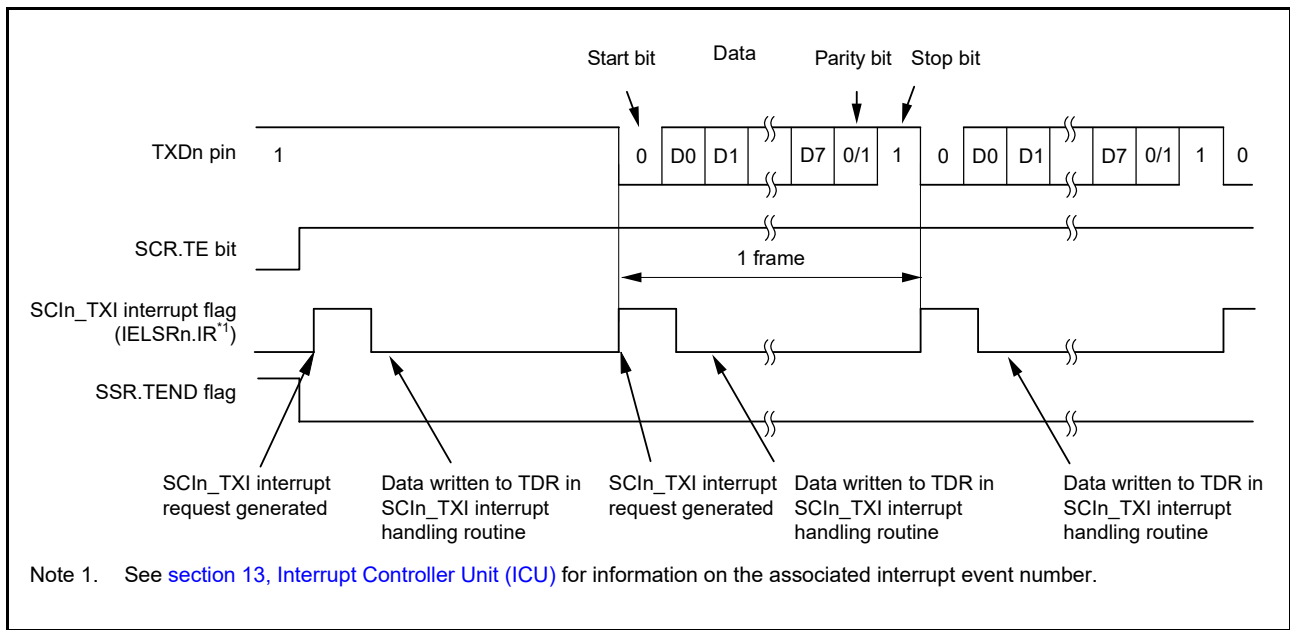 Start bit Data Parity bit Stop bit
TXDn pin 1 0 D0 D1 D7 0/1 1 0 D0 D1 D7 0/1 1 0
SCR.TE bit
1 frame
SCIn_TXI interrupt flag
(IELSRn.IR*1)
SSR.TEND flag
SCIn_TXI interrupt
request generated
Data written to TDR in
SCIn_TXI interrupt
handling routine
SCIn_TXI interrupt
request generated
Data written to TDR in
SCIn_TXI interrupt
handling routine
Data written to TDR in
SCIn_TXI interrupt
handling routine
Note 1. See section 13, Interrupt Controller Unit (ICU) for information on the associated interrupt event number.